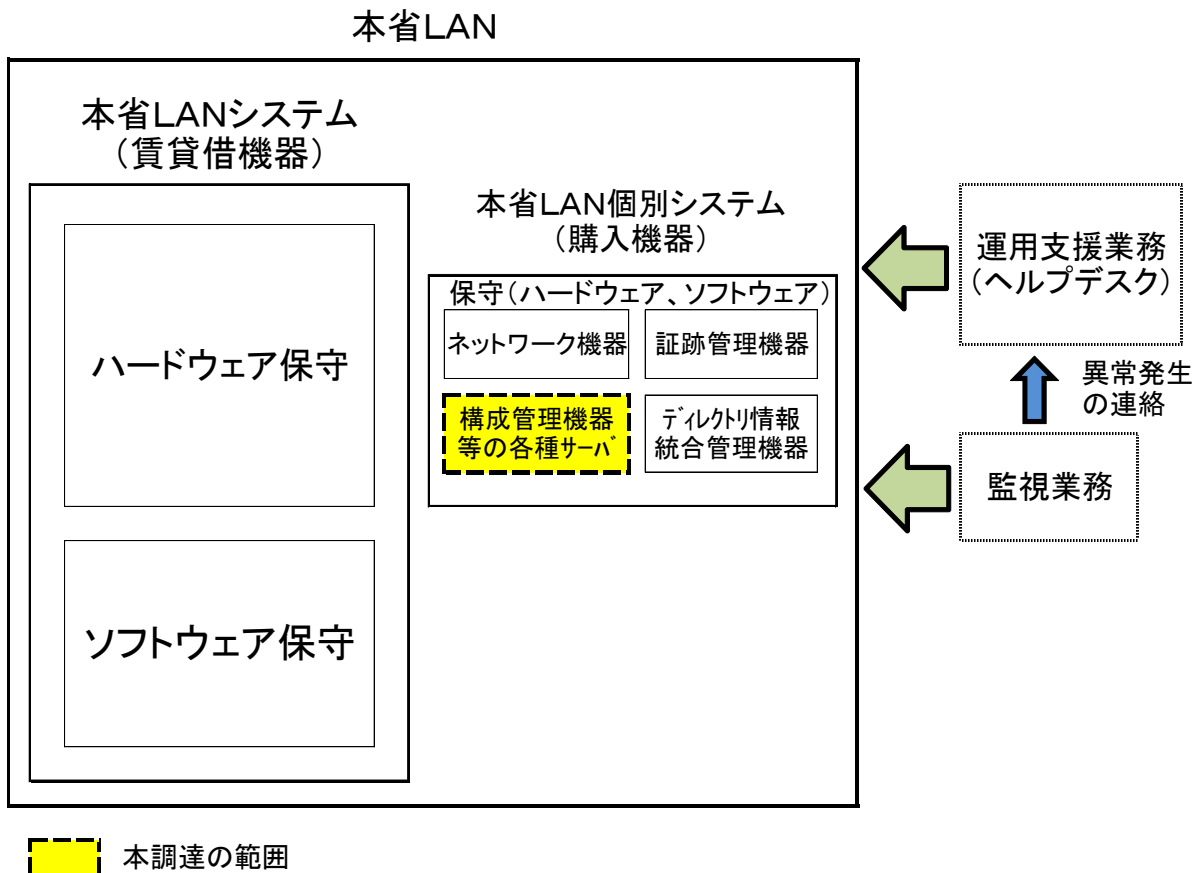 本省LAN
本省LANシステム
（賃貸借機器）
ハードウェア保守
ソフトウェア保守
本省LAN個別システム
（購入機器）
保守（ハードウェア、ソフトウェア）
ネットワーク機器
証跡管理機器
構成管理機器
等の各種ｻｰﾊﾞ
ﾃﾞｨﾚｸﾄﾘ情報
統合管理機器
運用支援業務
（ヘルプデスク）
異常発生
の連絡
監視業務
本調達の範囲